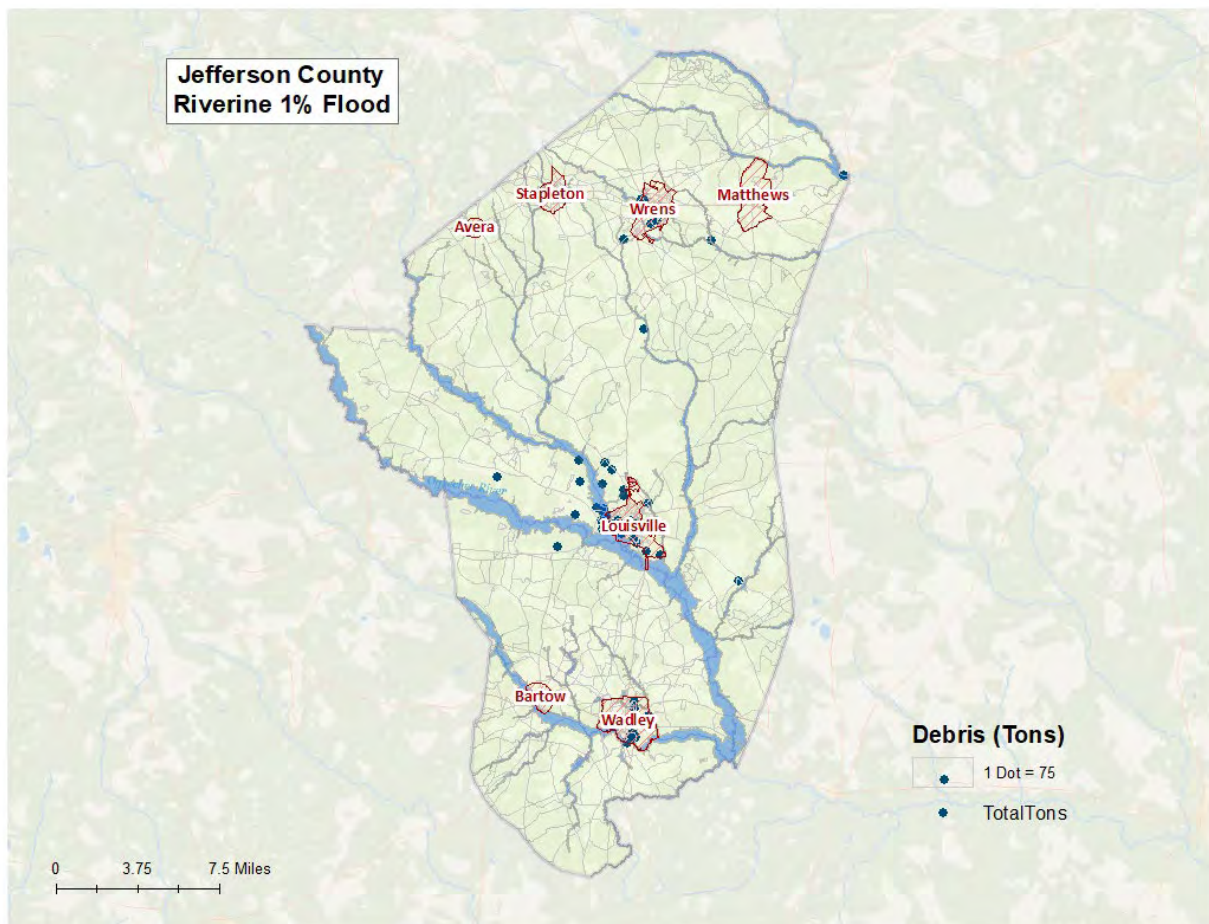 Jefferson County
Riverine 1% Flood
Stapleton
Matthews
Wrens
Avera
River
Louisville
Bartow
Wadley
Debris (Tons)
1 Dot = 75
TotalTons
0 3.75 7.5 Miles